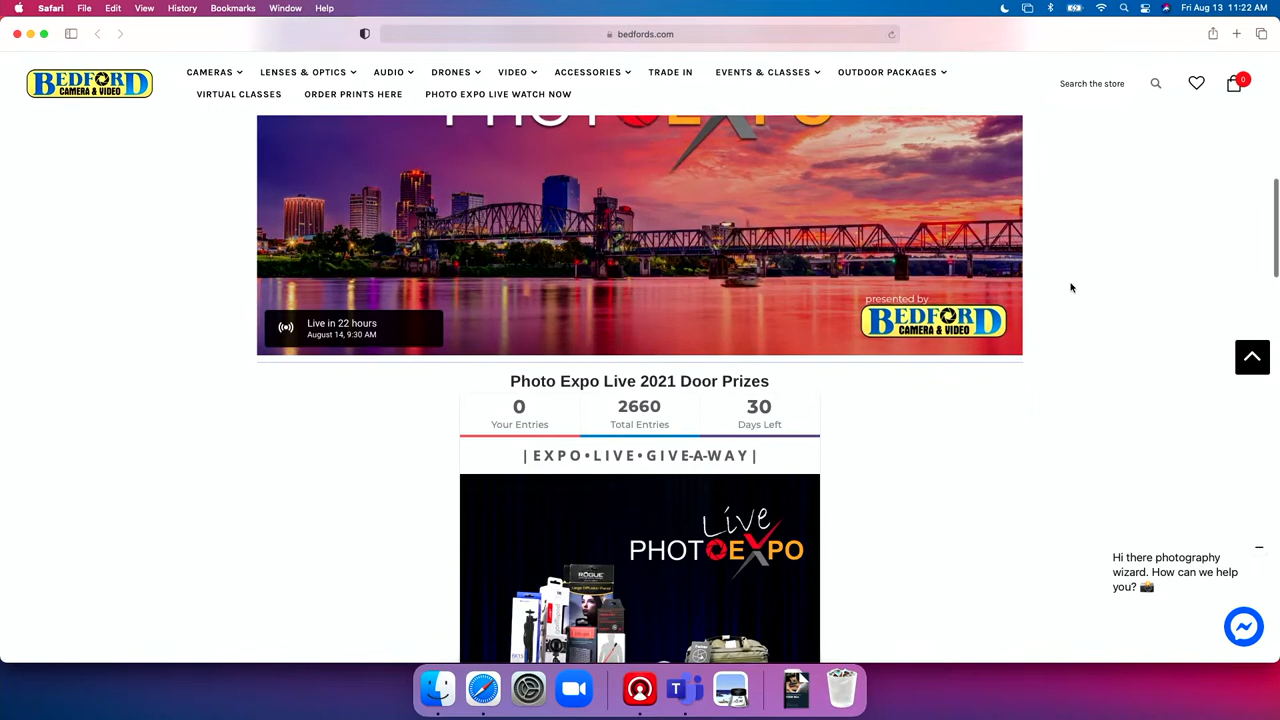 Safari File Edit View History Bookmarks Window Help Fri Aug 13 11:22 AM
bedfords.com
BEDFORD
CAMERA & VIDEO
CAMERAS LENSES & OPTICS AUDIO DRONES VIDEO ACCESSORIES TRADE IN EVENTS & CLASSES OUTDOOR PACKAGES
VIRTUAL CLASSES ORDER PRINTS HERE PHOTO EXPO LIVE WATCH NOW
Search the store
0
PHOTOEXPO
presented by
BEDFORD
CAMERA & VIDEO
Live in 22 hours
August 14, 9:30 AM
Photo Expo Live 2021 Door Prizes
0 2660 30
Your Entries Total Entries Days Left
| EXPO•LIVE•GIVE-A-WAY |
Live
PHOTOEXPO
ROGUE
Hi there photography
wizard. How can we help
you? 📸